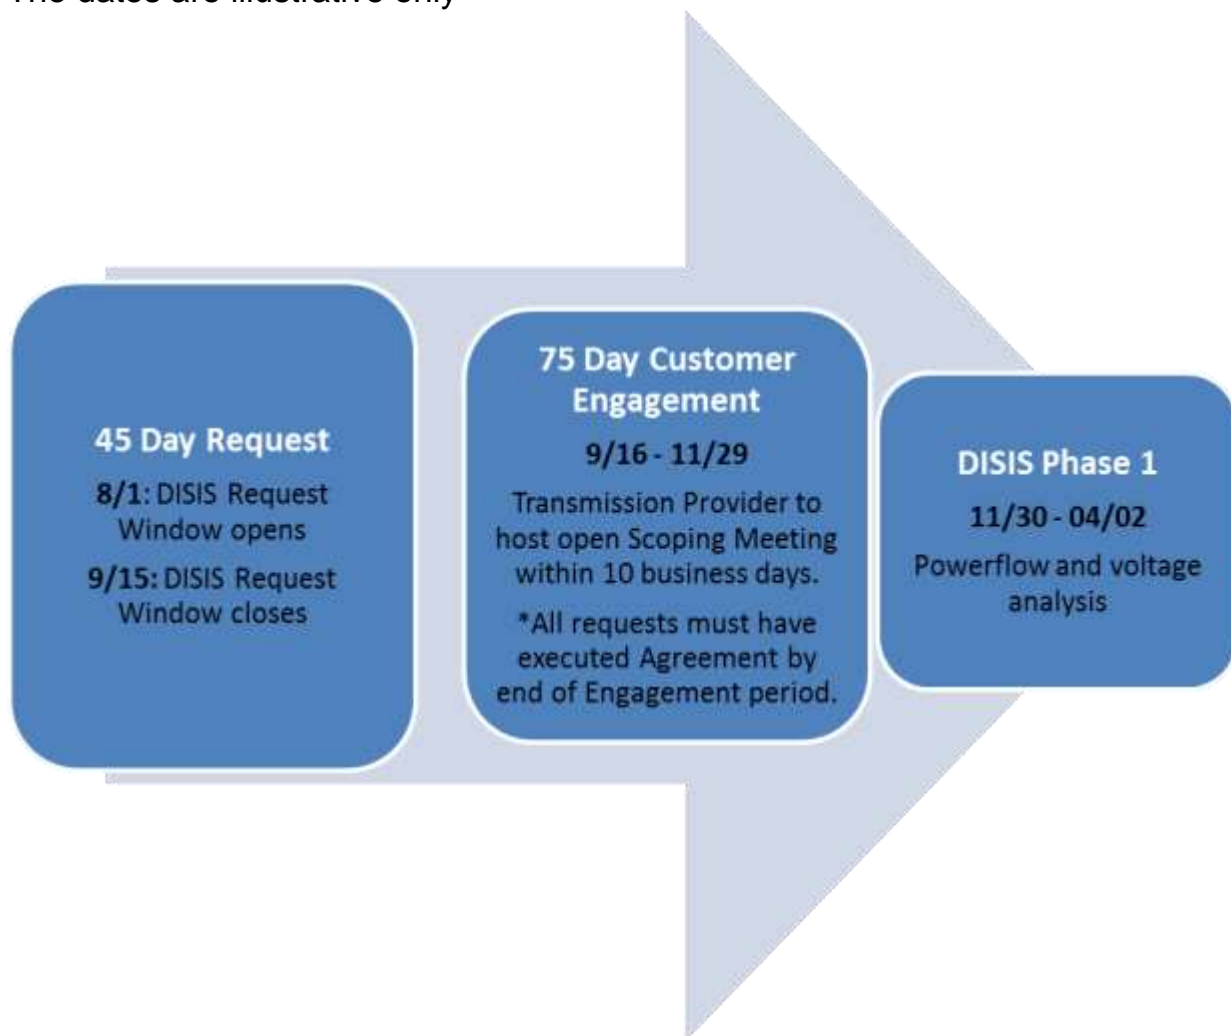 The dates are illustrative only
45 Day Request
8/1: DISIS Request
Window opens
9/15: DISIS Request
Window closes
75 Day Customer
Engagement
9/16 - 11/29
Transmission Provider to
host open Scoping Meeting
within 10 business days.
*All requests must have
executed Agreement by
end of Engagement period.
DISIS Phase 1
11/30 - 04/02
Powerflow and voltage
analysis